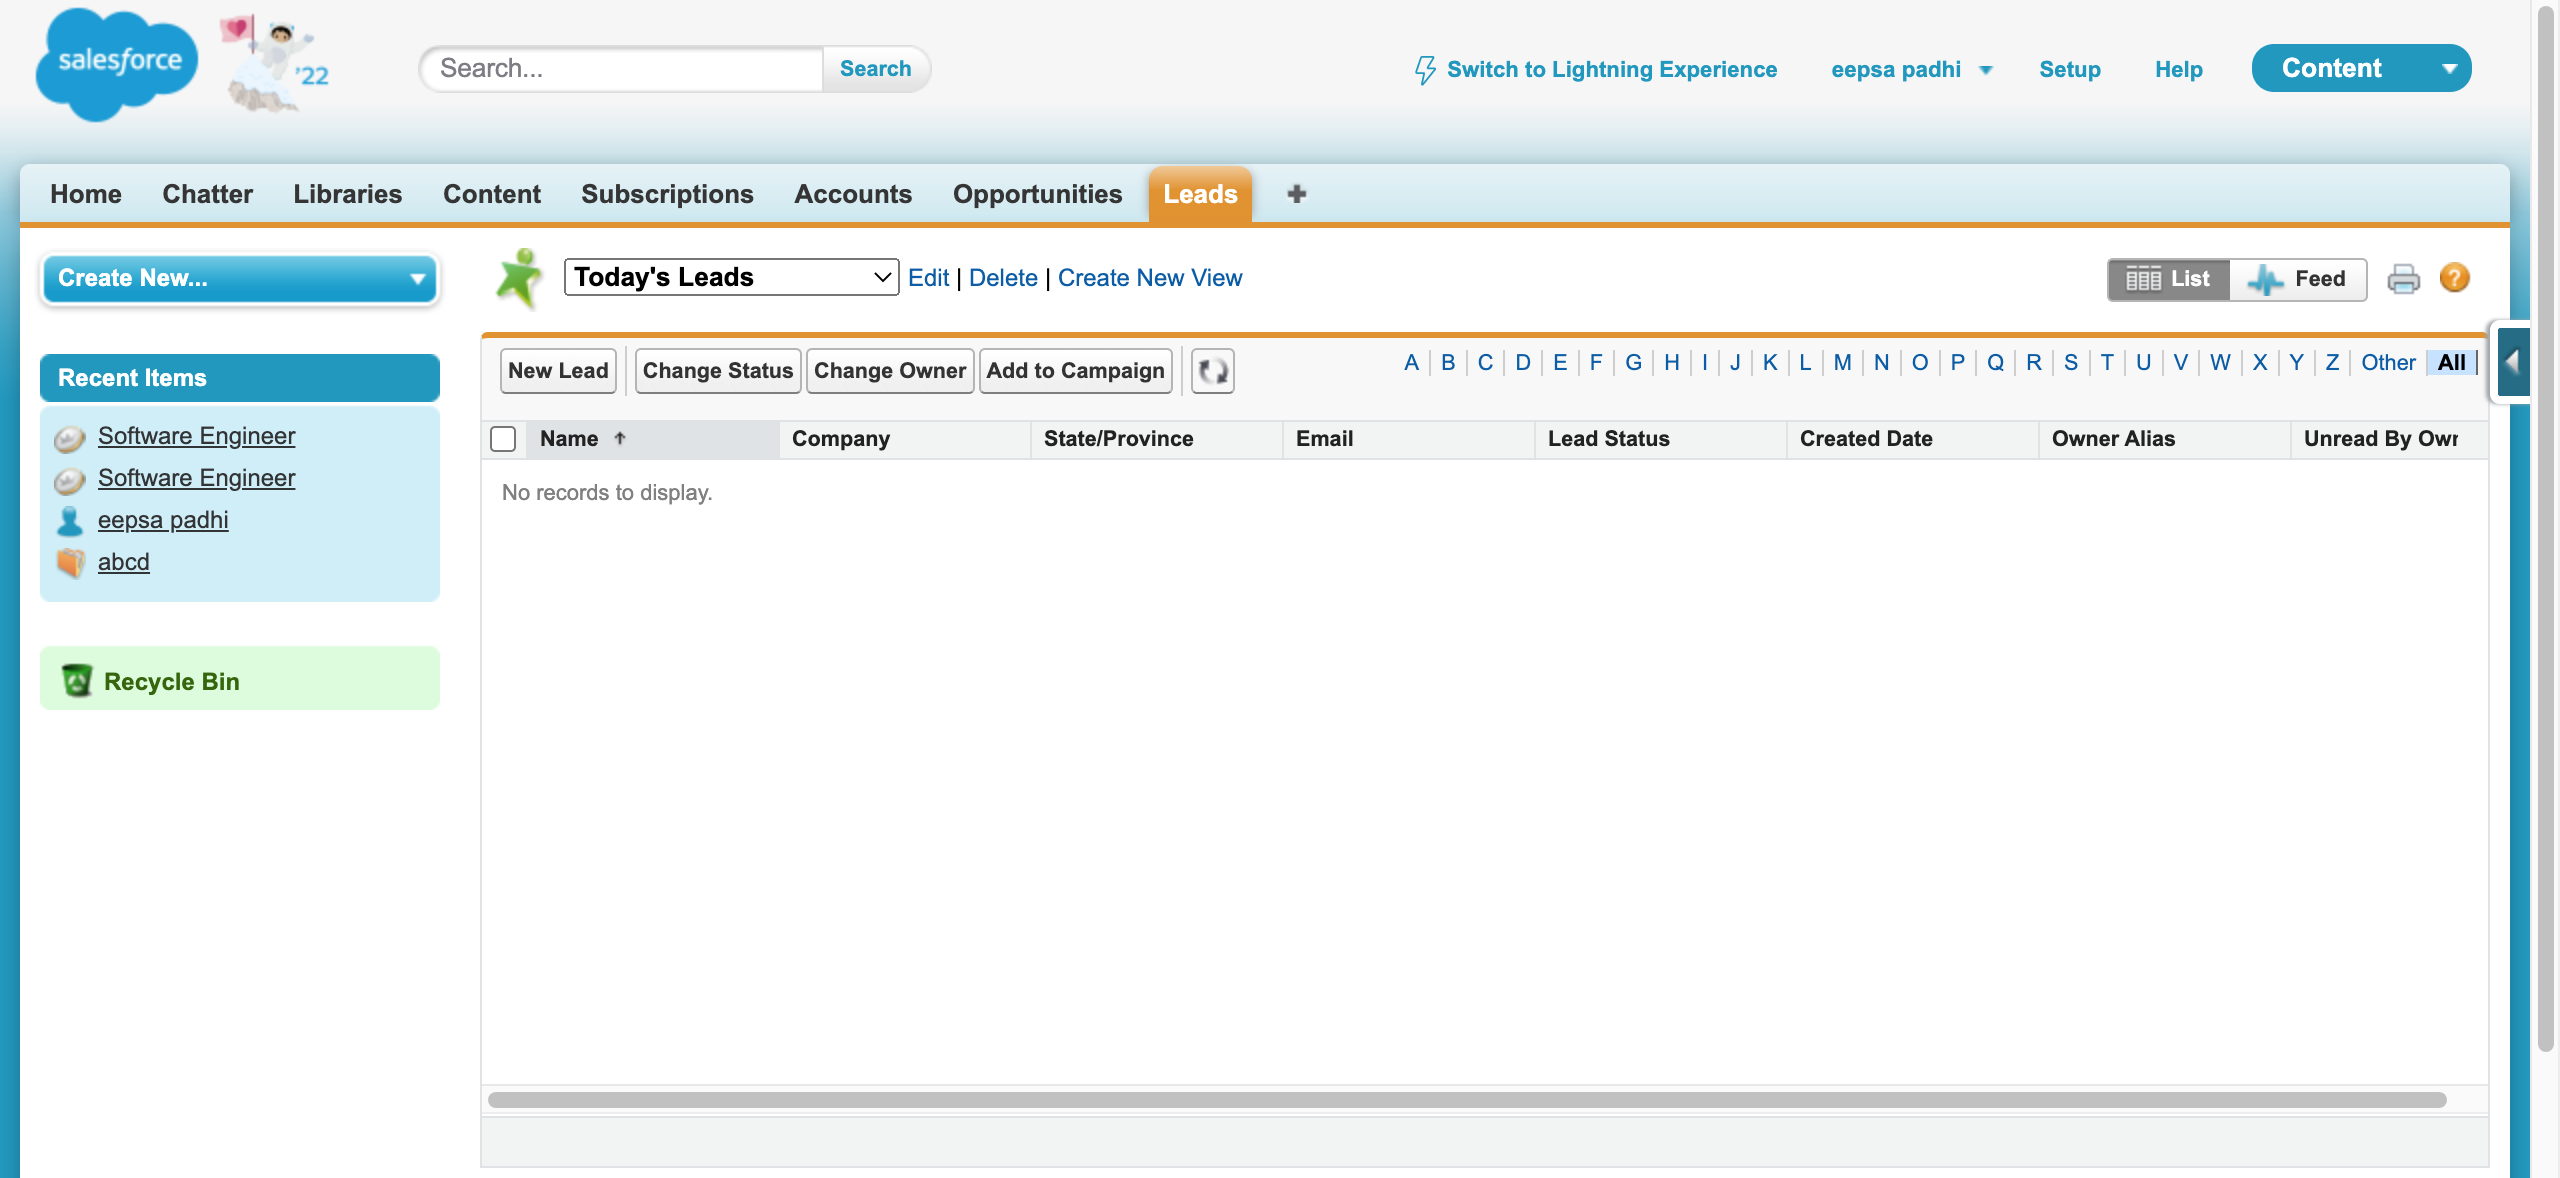 salesforce
'22
Search...
Search
Switch to Lightning Experience
eepsa padhi
Setup
Help
Content
Home
Chatter
Libraries
Content
Subscriptions
Accounts
Opportunities
Leads
Create New...
Today's Leads
Edit | Delete | Create New View
List
Feed
?
Recent Items
Software Engineer
Software Engineer
eepsa padhi
abcd
Recycle Bin
New Lead
Change Status
Change Owner
Add to Campaign
A | B | C | D | E | F | G | H | I | J | K | L | M | N | O | P | Q | R | S | T | U | V | W | X | Y | Z | Other | All
Name
Company
State/Province
Email
Lead Status
Created Date
Owner Alias
Unread By Owr
No records to display.